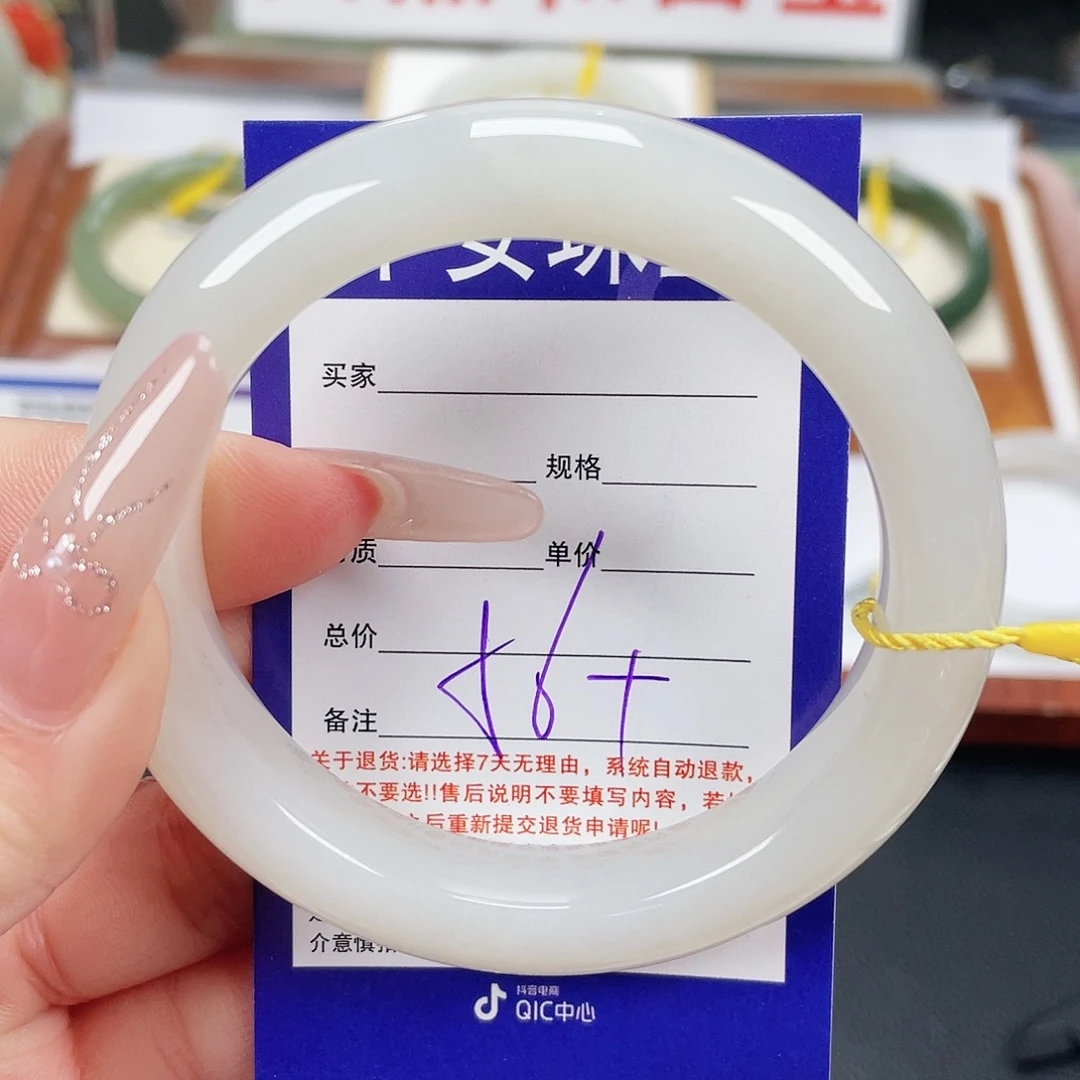 买家
规格
质 单价
总价
56+
备注
关于退货:请选择7天无理由，系统自动退款，
不要选!!售后说明不要填写内容，若
后重新提交退货申请呢!
介意慎拍
抖音电商
QIC中心